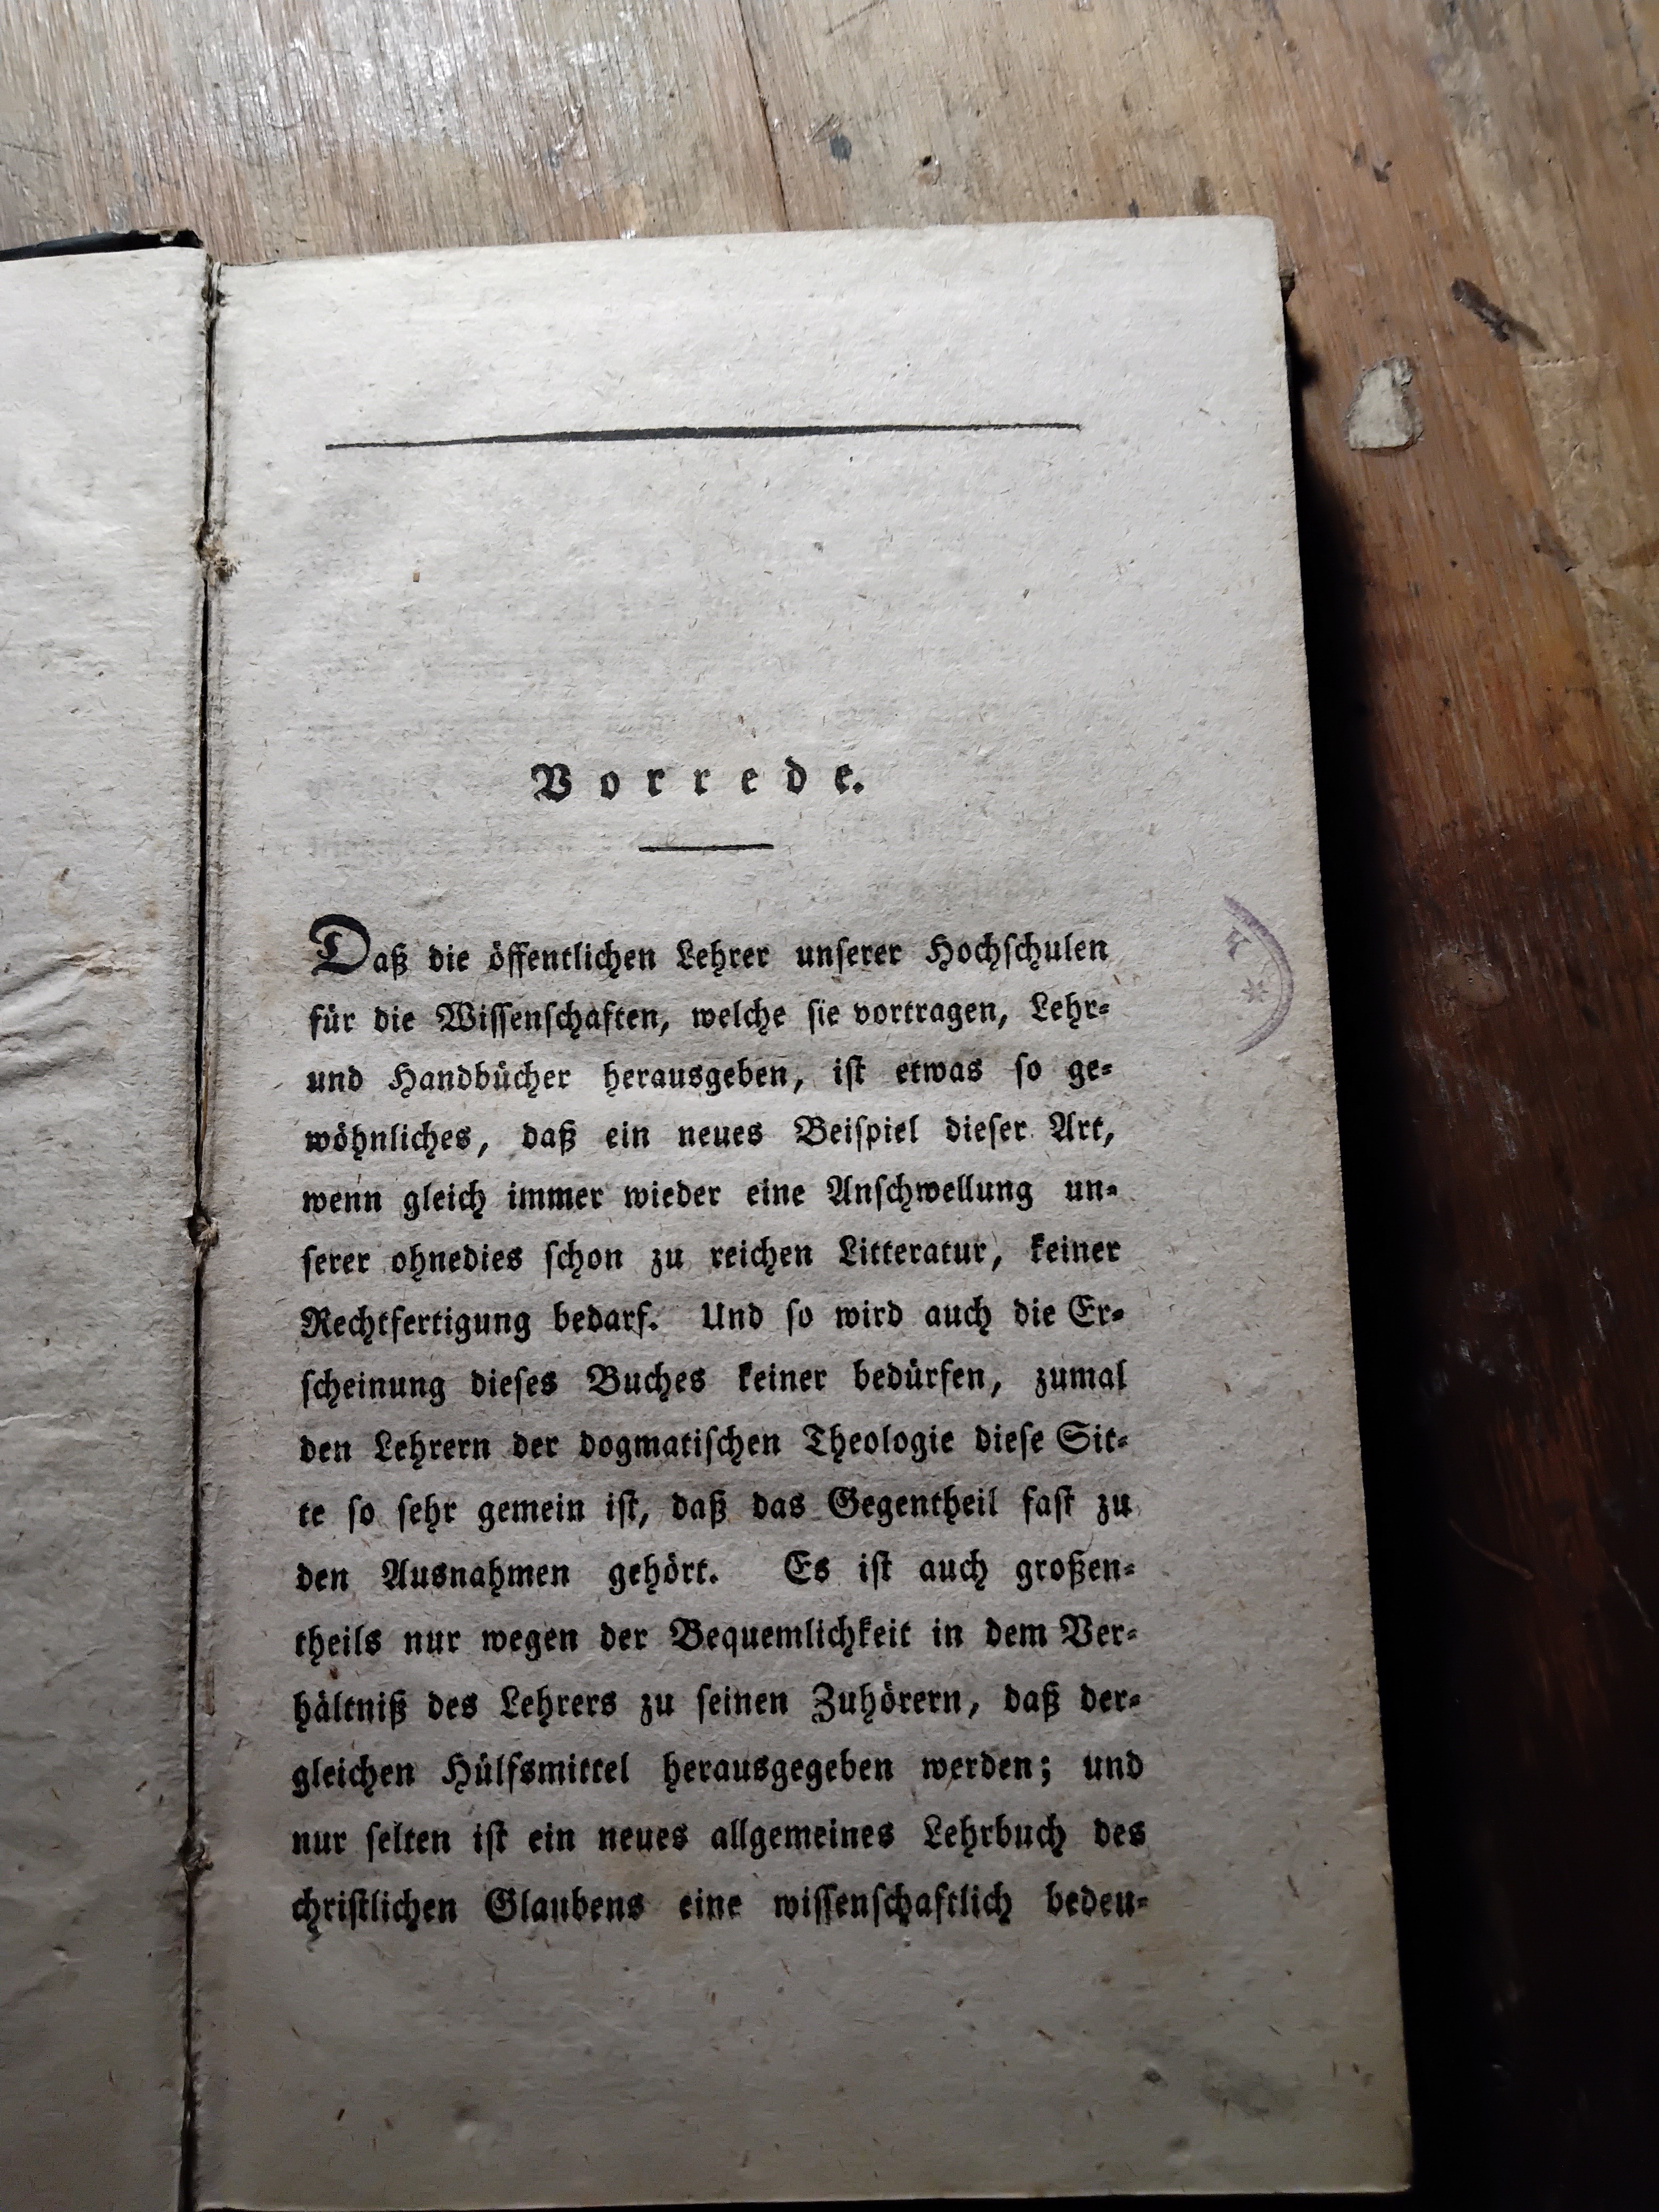 Vorrede.
Daß die öffentlichen Lehrer unserer Hochschulen
für die Wissenschaften, welche sie vortragen, Lehr-
und Handbücher herausgeben, ist etwas so ge-
wöhnliches, daß ein neues Beispiel dieser Art,
wenn gleich immer wieder eine Anschwellung un-
serer ohnedies schon zu reichen Litteratur, keiner
Rechtfertigung bedarf. Und so wird auch die Er-
scheinung dieses Buches keiner bedürfen, zumal
den Lehrern der dogmatischen Theologie diese Sit-
te so sehr gemein ist, daß das Gegentheil fast zu
den Ausnahmen gehört. Es ist auch großen-
theils nur wegen der Bequemlichkeit in dem Ver-
hältniß des Lehrers zu seinen Zuhörern, daß der-
gleichen Hülfsmittel herausgegeben werden; und
nur selten ist ein neues allgemeines Lehrbuch des
christlichen Glaubens eine wissenschaftlich bedeu-